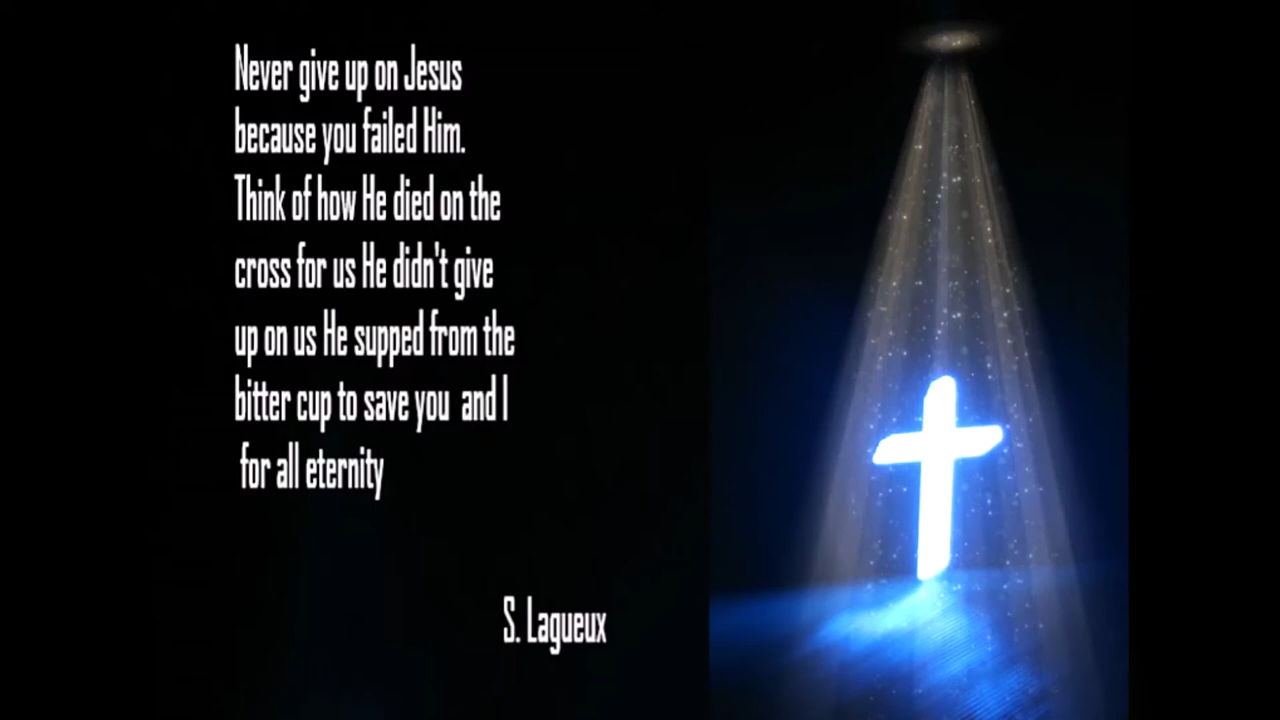 Never give up on Jesus
because you failed Him.
Think of how He died on the
cross for us He didn't give
up on us He supped from the
bitter cup to save you and I
for all eternity
S. Lagueux